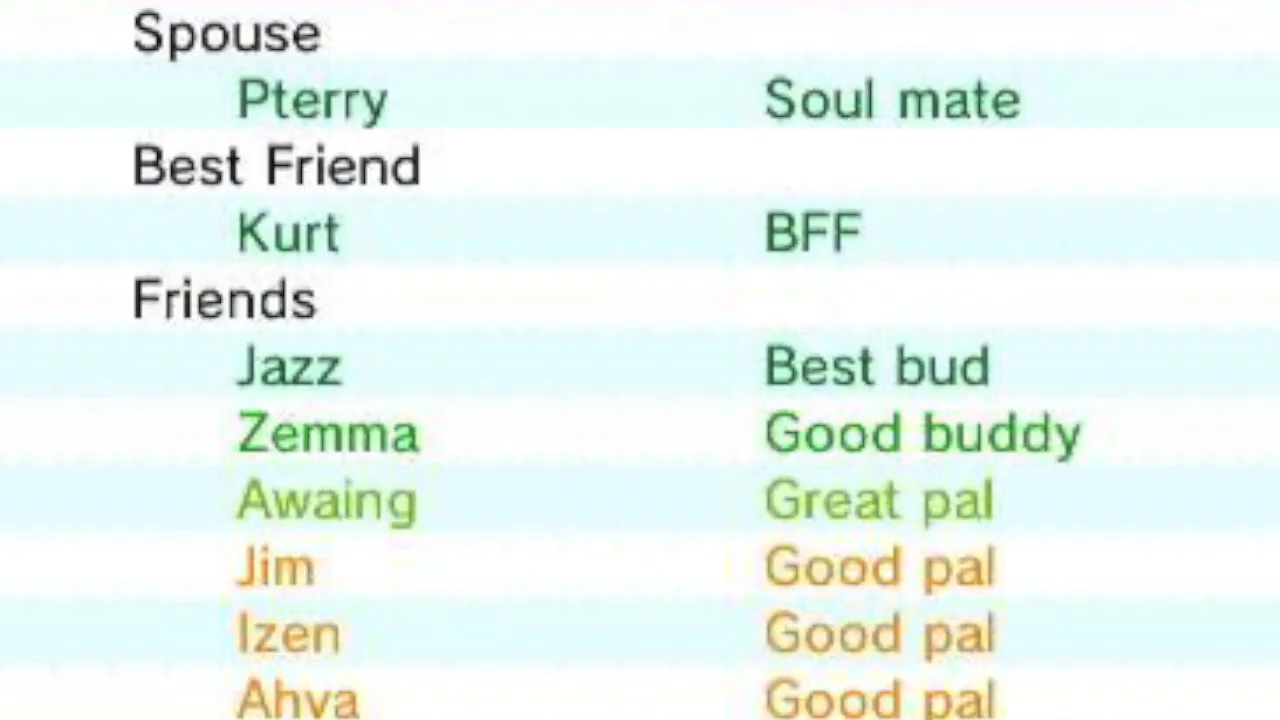 Spouse
Pterry Soul mate
Best Friend
Kurt BFF
Friends
Jazz Best bud
Zemma Good buddy
Awaing Great pal
Jim Good pal
Izen Good pal
Ahva Good pal